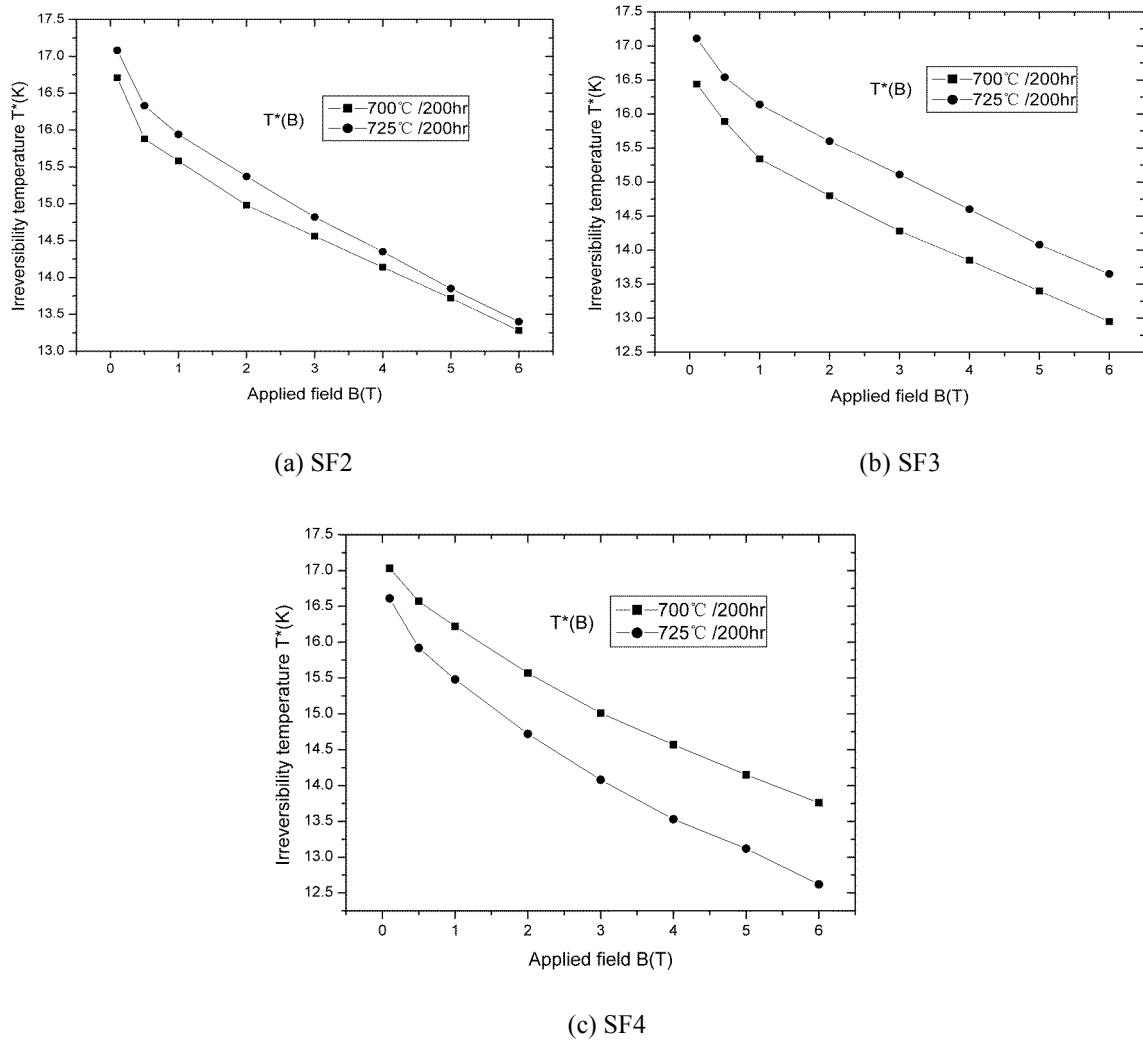 17.5
17.0
16.5
16.0
15.5
15.0
14.5
14.0
13.5
13.0
Irreversibility temperature T*(K)
T*(B)
700℃ /200hr
725℃ /200hr
0 1 2 3 4 5 6
Applied field B(T)
(a) SF2
17.5
17.0
16.5
16.0
15.5
15.0
14.5
14.0
13.5
13.0
12.5
Irreversibility temperature T*(K)
T*(B)
700℃ /200hr
725℃ /200hr
0 1 2 3 4 5 6
Applied field B(T)
(b) SF3
17.5
17.0
16.5
16.0
15.5
15.0
14.5
14.0
13.5
13.0
12.5
Irreversibility temperature T*(K)
T*(B)
700℃ /200hr
725℃ /200hr
0 1 2 3 4 5 6
Applied field B(T)
(c) SF4